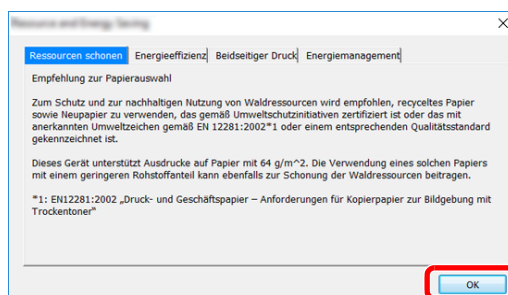 Resource and Energy Saving
Ressourcen schonen Energieeffizienz Beidseitiger Druck Energiemanagement
Empfehlung zur Papierauswahl
Zum Schutz und zur nachhaltigen Nutzung von Waldressourcen wird empfohlen, recyceltes Papier
sowie Neupapier zu verwenden, das gemäß Umweltschutzinitiativen zertifiziert ist oder das mit
anerkannten Umweltzeichen gemäß EN 12281:2002*1 oder einem entsprechenden Qualitätsstandard
gekennzeichnet ist.
Dieses Gerät unterstützt Ausdrucke auf Papier mit 64 g/m^2. Die Verwendung eines solchen Papiers
mit einem geringeren Rohstoffanteil kann ebenfalls zur Schonung der Waldressourcen beitragen.
*1: EN12281:2002 „Druck- und Geschäftspapier – Anforderungen für Kopierpapier zur Bildgebung mit
Trockentoner“
OK